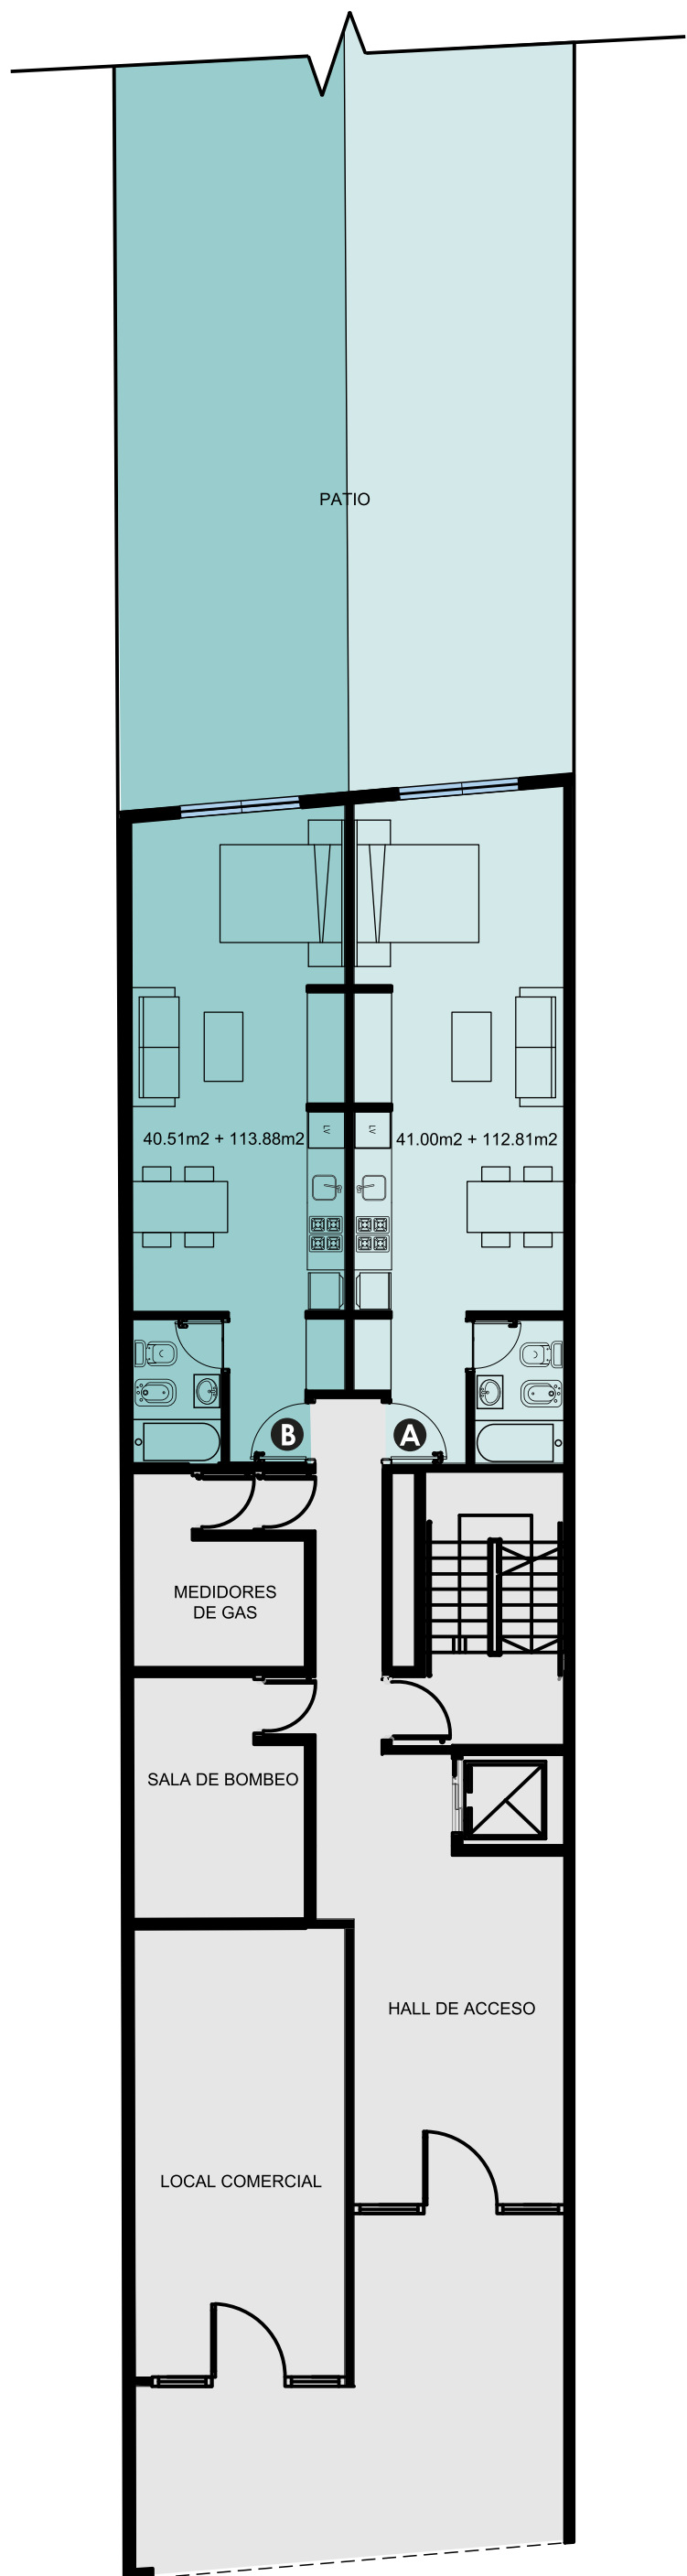 PATIO
40.51m2 + 113.88m2
41.00m2 + 112.81m2
LV
LV
B
A
MEDIDORES
DE GAS
SALA DE BOMBEO
HALL DE ACCESO
LOCAL COMERCIAL